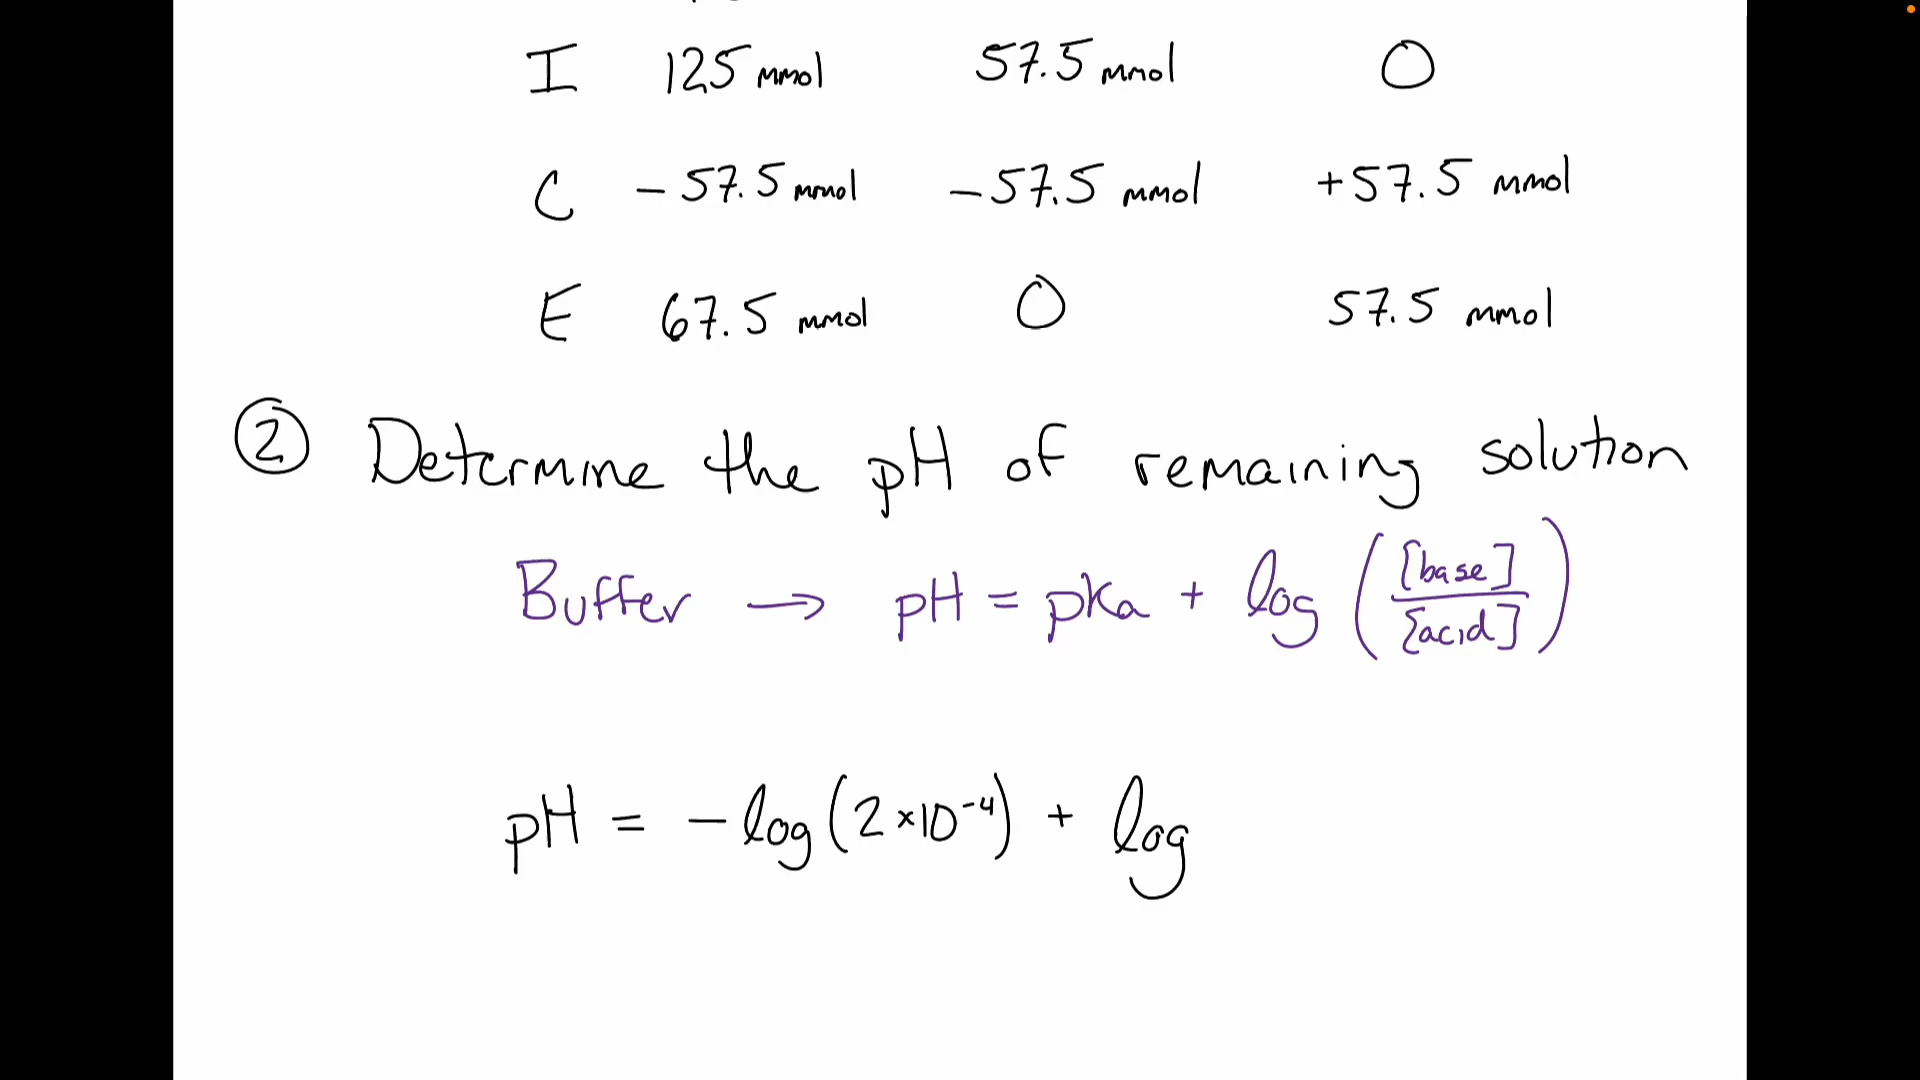 I 125 mmol 57.5 mmol 0
C - 57.5 mmol - 57.5 mmol + 57.5 mmol
E 67.5 mmol 0 57.5 mmol
② Determine the pH of remaining solution
Buffer → pH = pKa + log ([base]/[acid])
pH = - log (2 × 10⁻⁴) + log